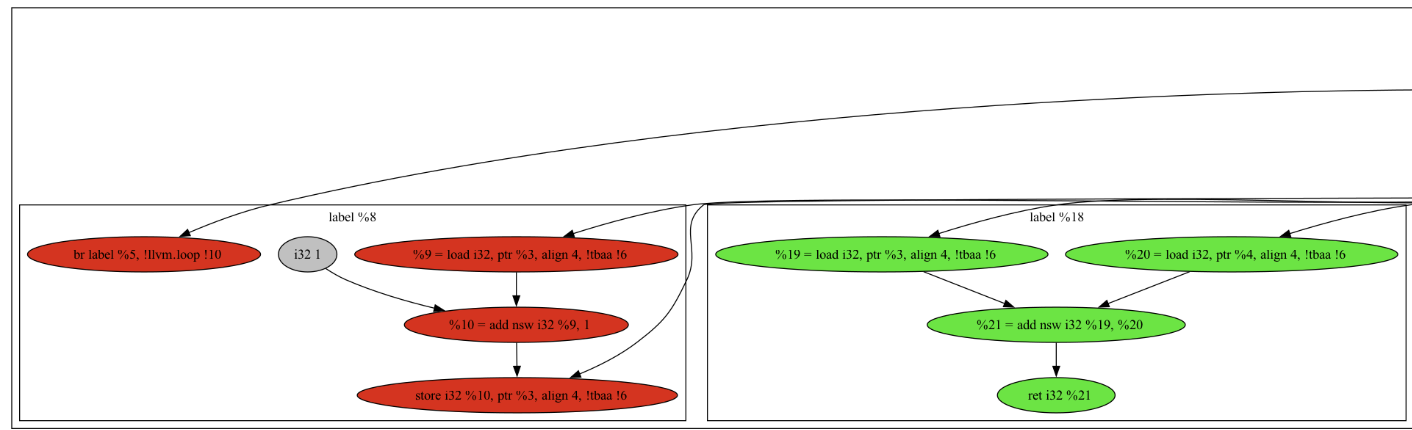 label %8
br label %5, !llvm.loop !10
i32 1
%9 = load i32, ptr %3, align 4, !tbaa !6
%10 = add nsw i32 %9, 1
store i32 %10, ptr %3, align 4, !tbaa !6
label %18
%19 = load i32, ptr %3, align 4, !tbaa !6
%20 = load i32, ptr %4, align 4, !tbaa !6
%21 = add nsw i32 %19, %20
ret i32 %21